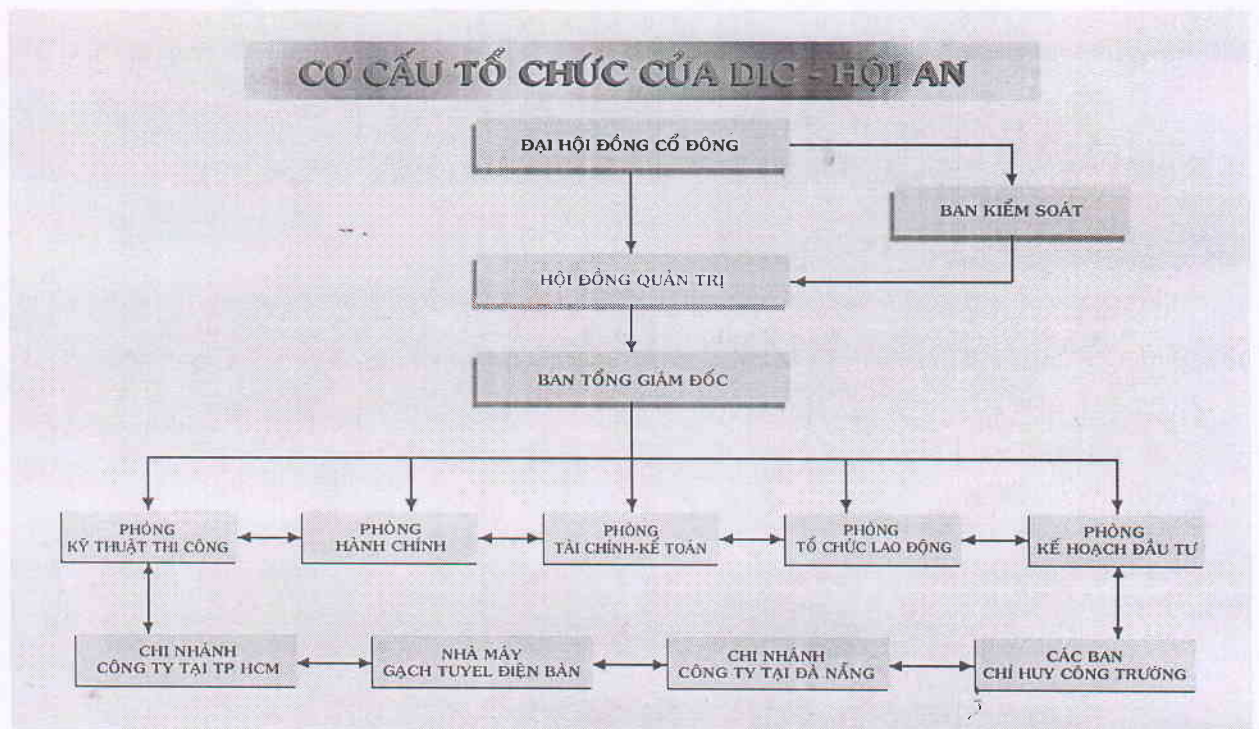 CƠ CẤU TỔ CHỨC CỦA DIC - HỘI AN
ĐẠI HỘI ĐỒNG CỔ ĐÔNG
BAN KIỂM SOÁT
HỘI ĐỒNG QUẢN TRỊ
BAN TỔNG GIÁM ĐỐC
PHÒNG
KỸ THUẬT THI CÔNG
PHÒNG
HÀNH CHÍNH
PHÒNG
TÀI CHÍNH-KẾ TOÁN
PHÒNG
TỔ CHỨC LAO ĐỘNG
PHÒNG
KẾ HOẠCH ĐẦU TƯ
CHI NHÁNH
CÔNG TY TẠI TP HCM
NHÀ MÁY
GẠCH TUYEL ĐIỆN BÀN
CHI NHÁNH
CÔNG TY TẠI ĐÀ NẴNG
CÁC BAN
CHỈ HUY CÔNG TRƯỜNG